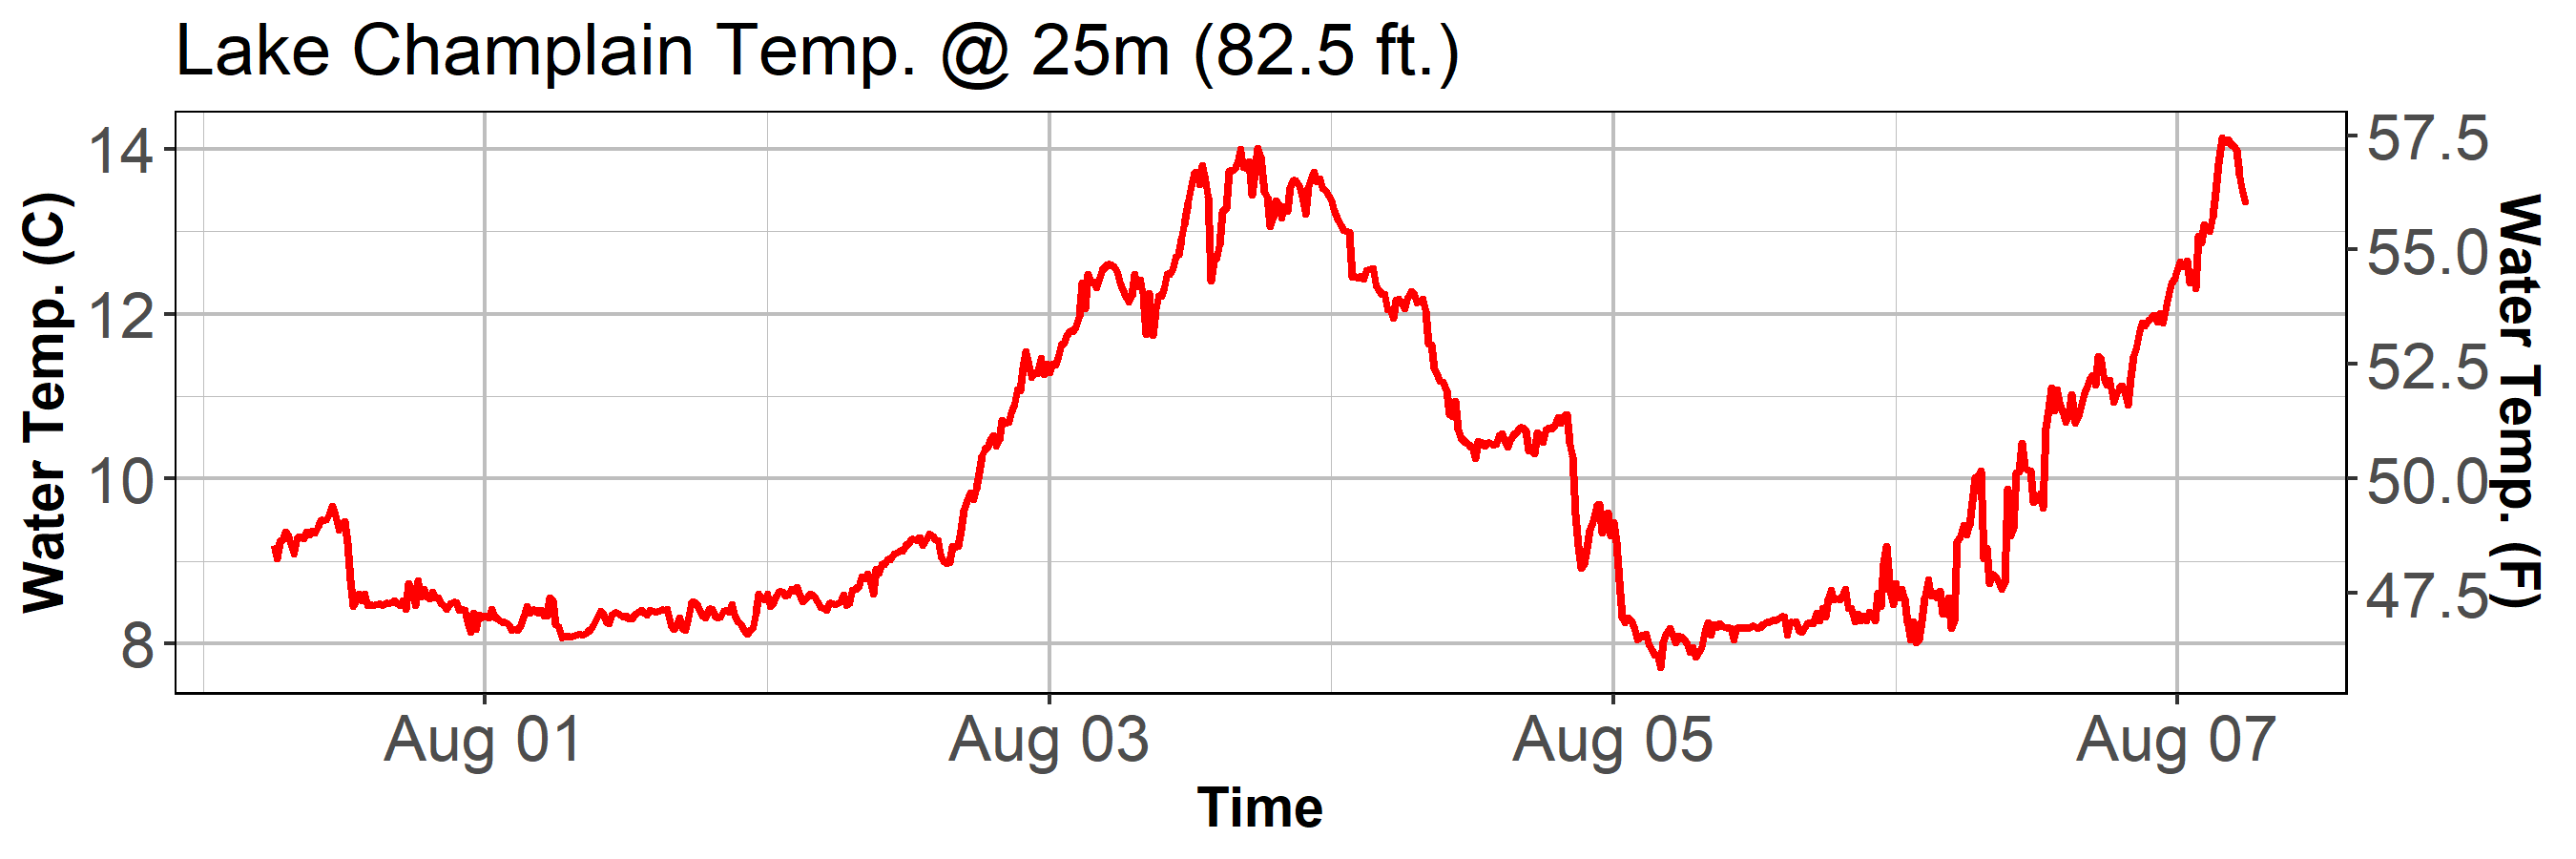 Lake Champlain Temp. @ 25m (82.5 ft.)
Water Temp. (C)
14
12
10
8
57.5
55.0
52.5
50.0
47.5
Water Temp. (F)
Aug 01 Aug 03 Aug 05 Aug 07
Time